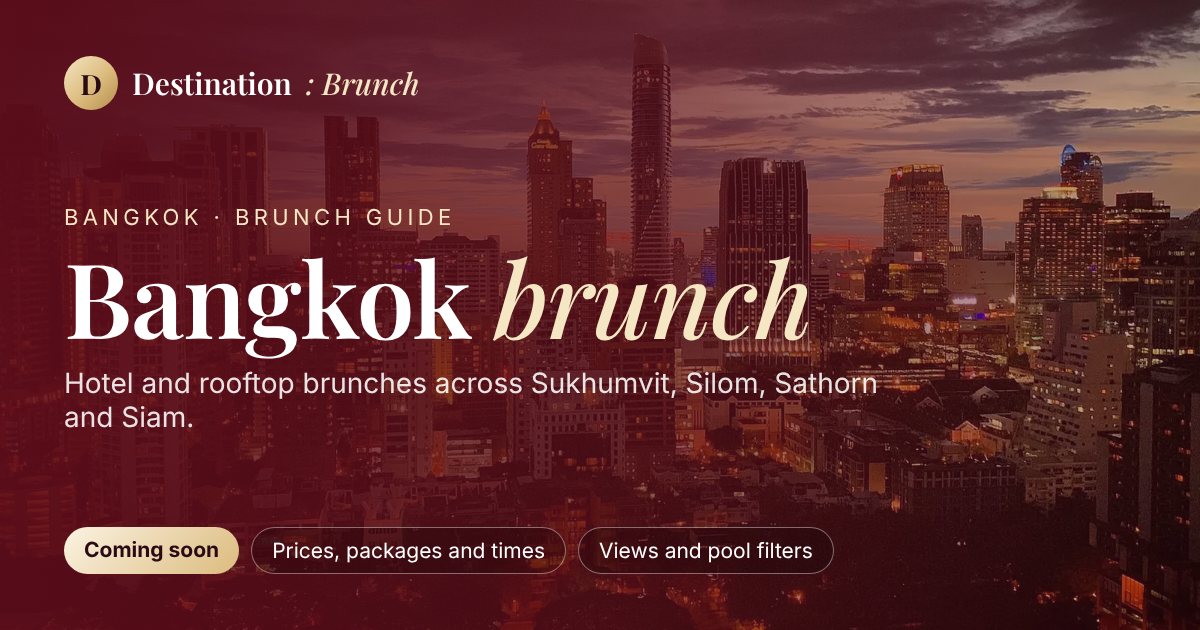 D Destination : Brunch
BANGKOK · BRUNCH GUIDE
Bangkok brunch
Hotel and rooftop brunches across Sukhumvit, Silom, Sathorn
and Siam.
Coming soon
Prices, packages and times
Views and pool filters